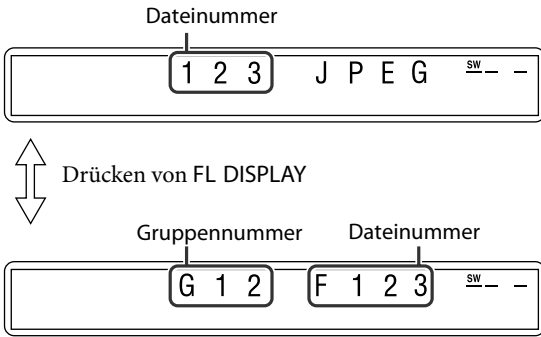 Dateinummer
1 2 3 J P E G SW – –
Drücken von FL DISPLAY
Gruppennummer Dateinummer
G 1 2 F 1 2 3 SW – –